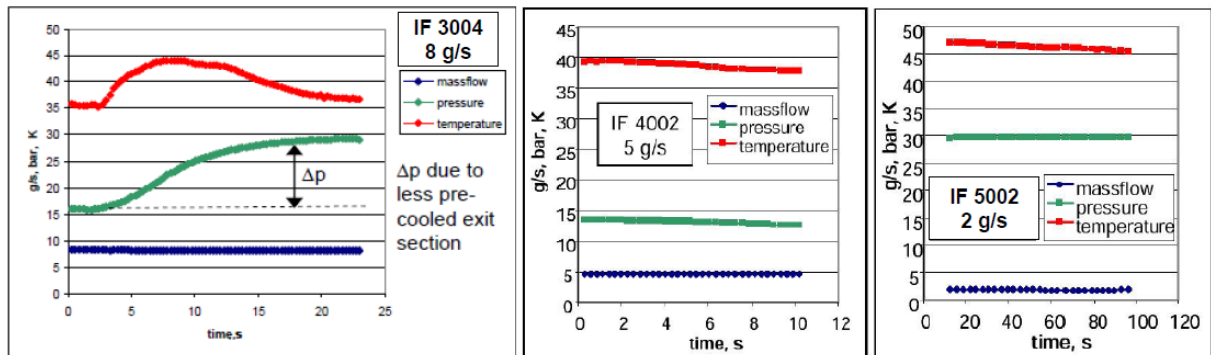 IF 3004
8 g/s
massflow
pressure
temperature
Δp
Δp due to
less pre-
cooled exit
section
g/s, bar, K
50
45
40
35
30
25
20
15
10
5
0
0 5 10 15 20 25
time,s
g/s, bar, K
45
40
35
30
25
20
15
10
5
0
IF 4002
5 g/s
massflow
pressure
temperature
0 2 4 6 8 10 12
time, s
g/s, bar, K
50
45
40
35
30
25
20
15
10
5
0
IF 5002
2 g/s
massflow
pressure
temperature
0 20 40 60 80 100 120
time, s